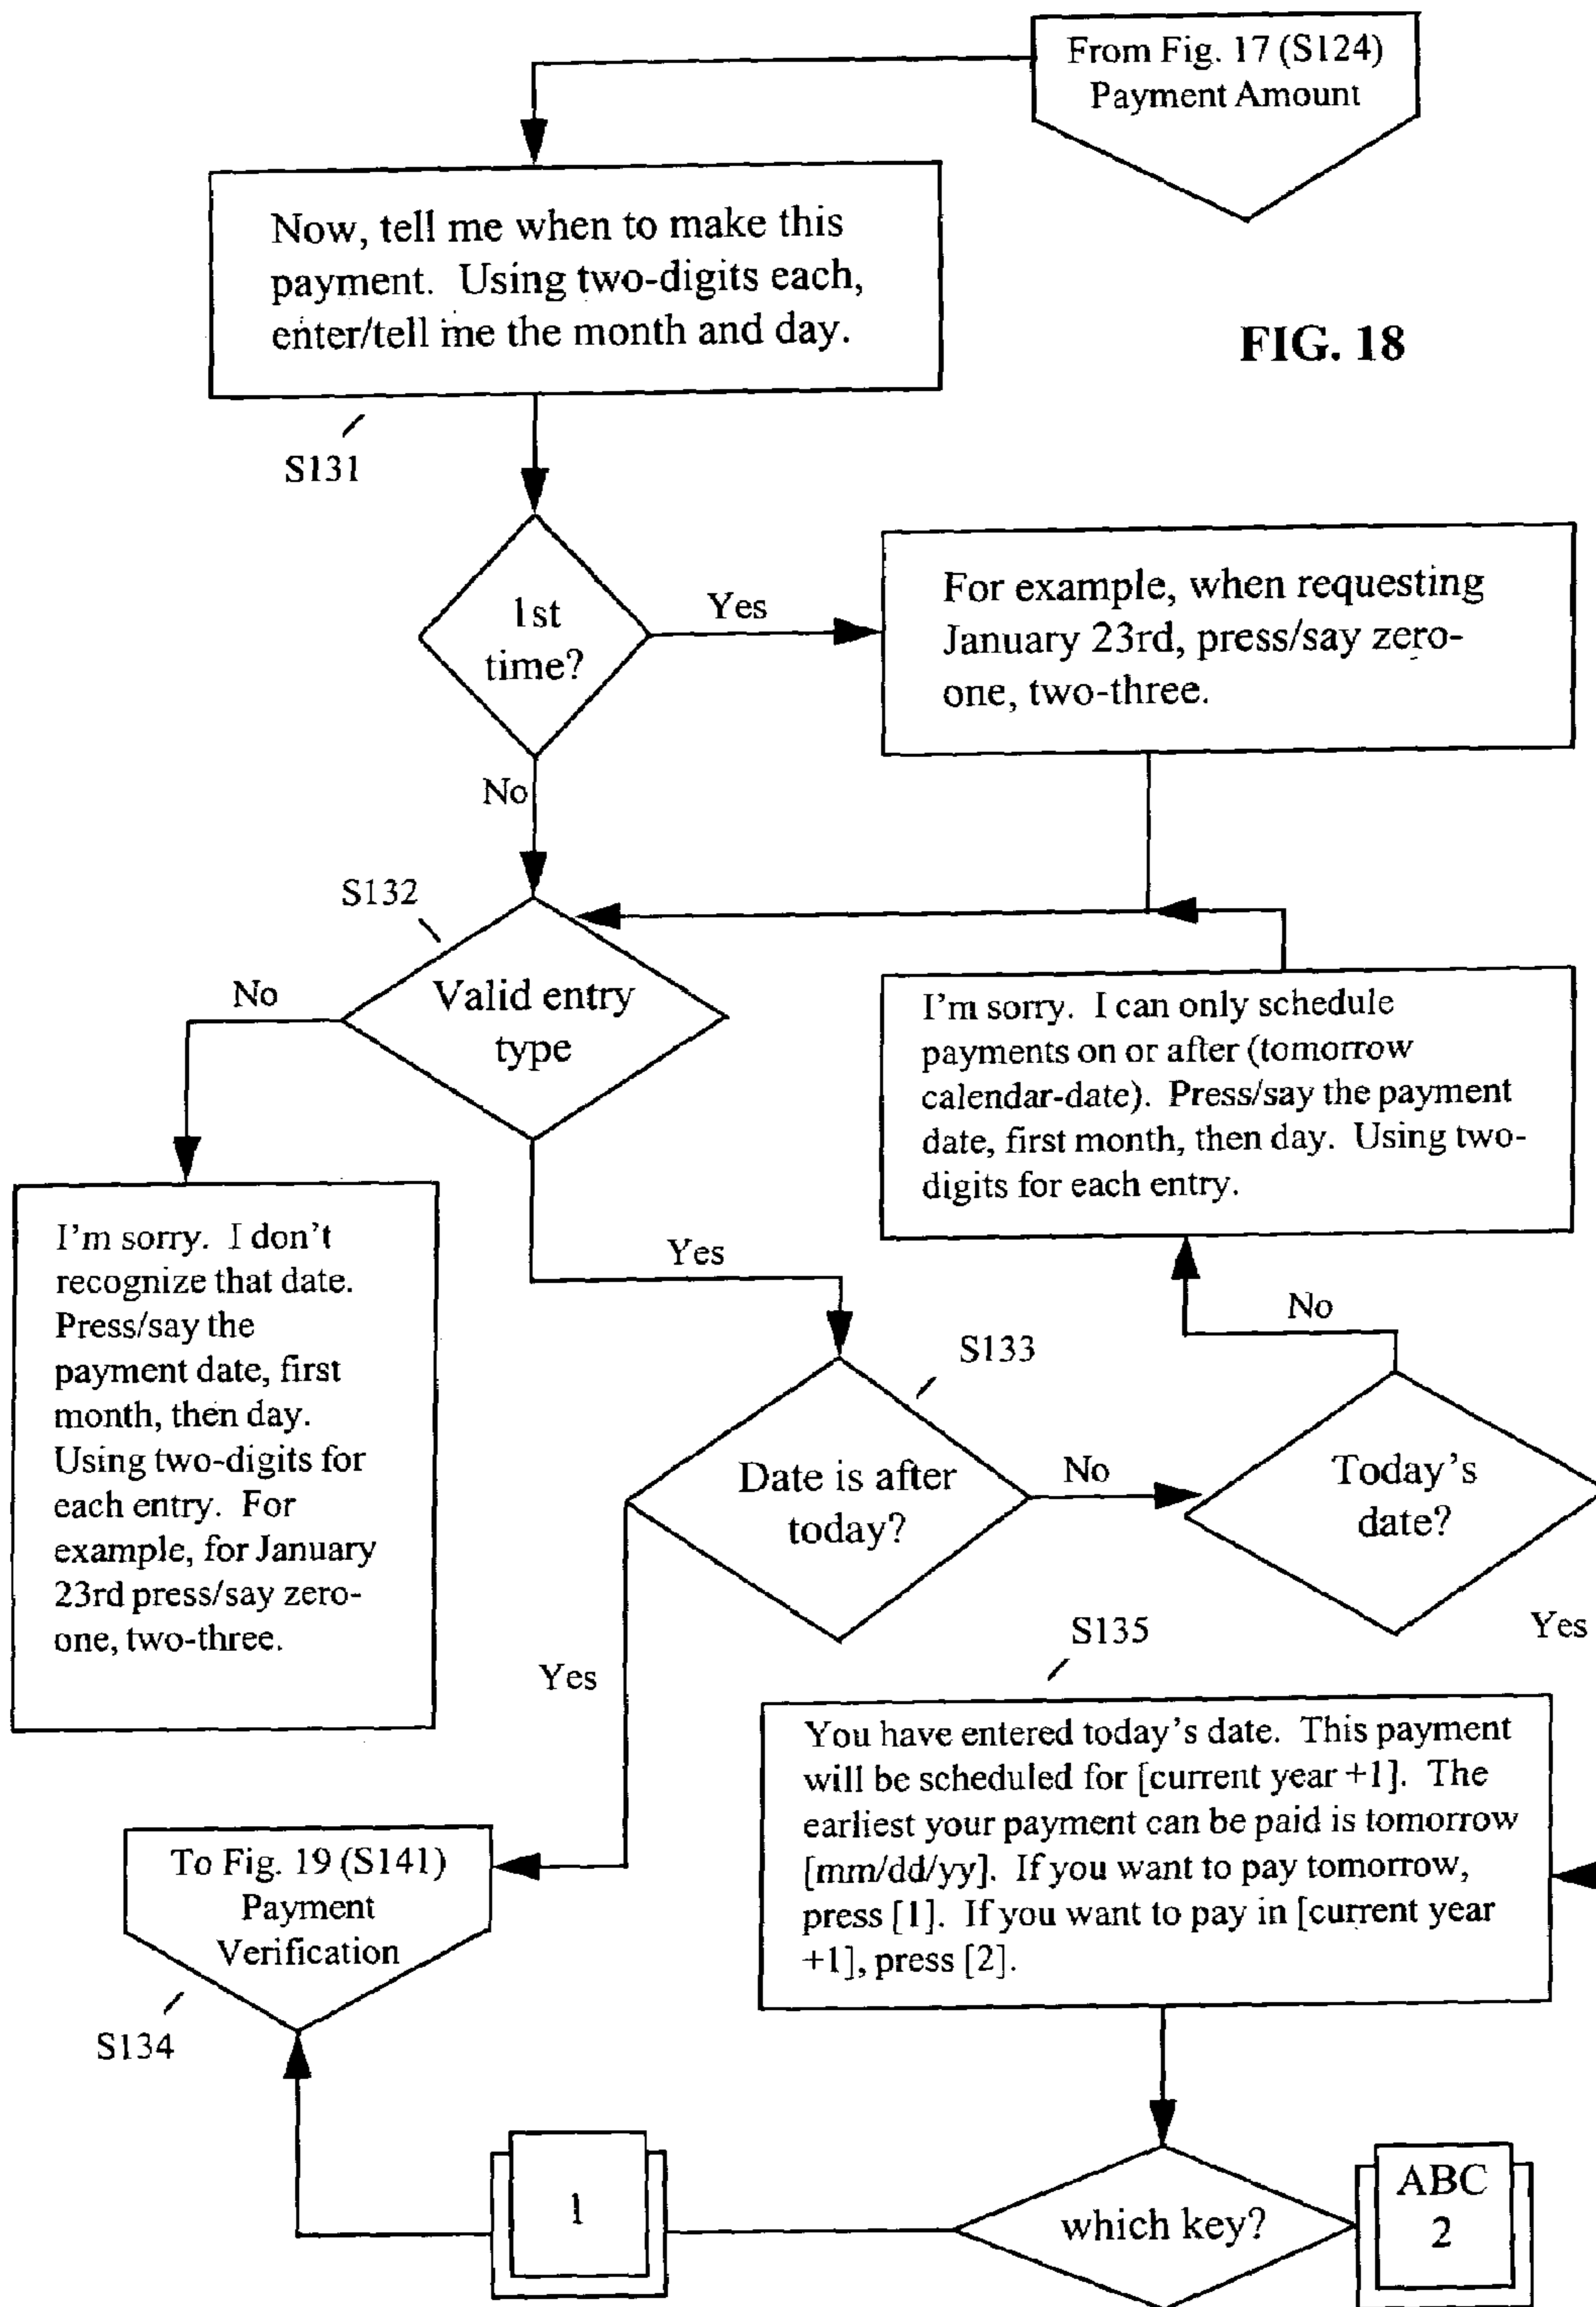 From Fig. 17 (S124)
Payment Amount
Now, tell me when to make this
payment. Using two-digits each,
enter/tell me the month and day.
FIG. 18
S131
1st
time?
Yes
For example, when requesting
January 23rd, press/say zero-
one, two-three.
No
S132
Valid entry
type
No
I'm sorry. I can only schedule
payments on or after (tomorrow
calendar-date). Press/say the payment
date, first month, then day. Using two-
digits for each entry.
I'm sorry. I don't
recognize that date.
Press/say the
payment date, first
month, then day.
Using two-digits for
each entry. For
example, for January
23rd press/say zero-
one, two-three.
Yes
No
S133
Date is after
today?
No
Today's
date?
Yes
S135
Yes
You have entered today's date. This payment
will be scheduled for [current year +1]. The
earliest your payment can be paid is tomorrow
[mm/dd/yy]. If you want to pay tomorrow,
press [1]. If you want to pay in [current year
+1], press [2].
To Fig. 19 (S141)
Payment
Verification
S134
1
which key?
ABC
2